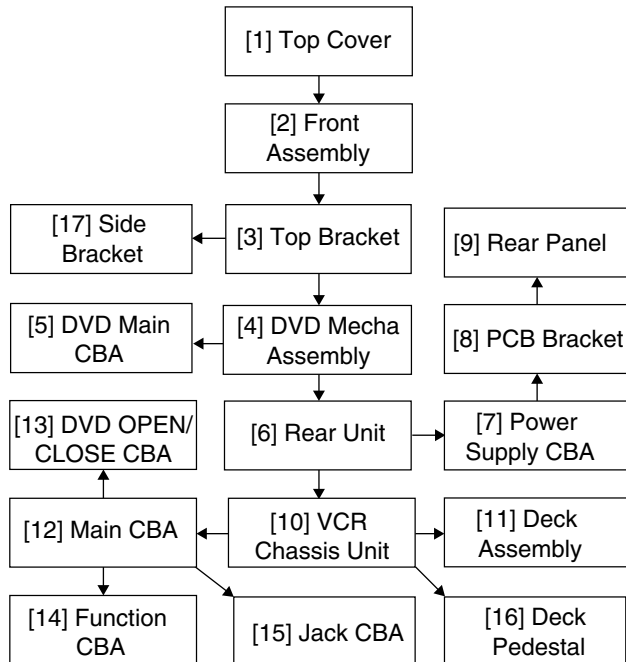 [1] Top Cover
[2] Front
Assembly
[17] Side
Bracket
[3] Top Bracket
[9] Rear Panel
[5] DVD Main
CBA
[4] DVD Mecha
Assembly
[8] PCB Bracket
[13] DVD OPEN/
CLOSE CBA
[6] Rear Unit
[7] Power
Supply CBA
[12] Main CBA
[10] VCR
Chassis Unit
[11] Deck
Assembly
[14] Function
CBA
[15] Jack CBA
[16] Deck
Pedestal